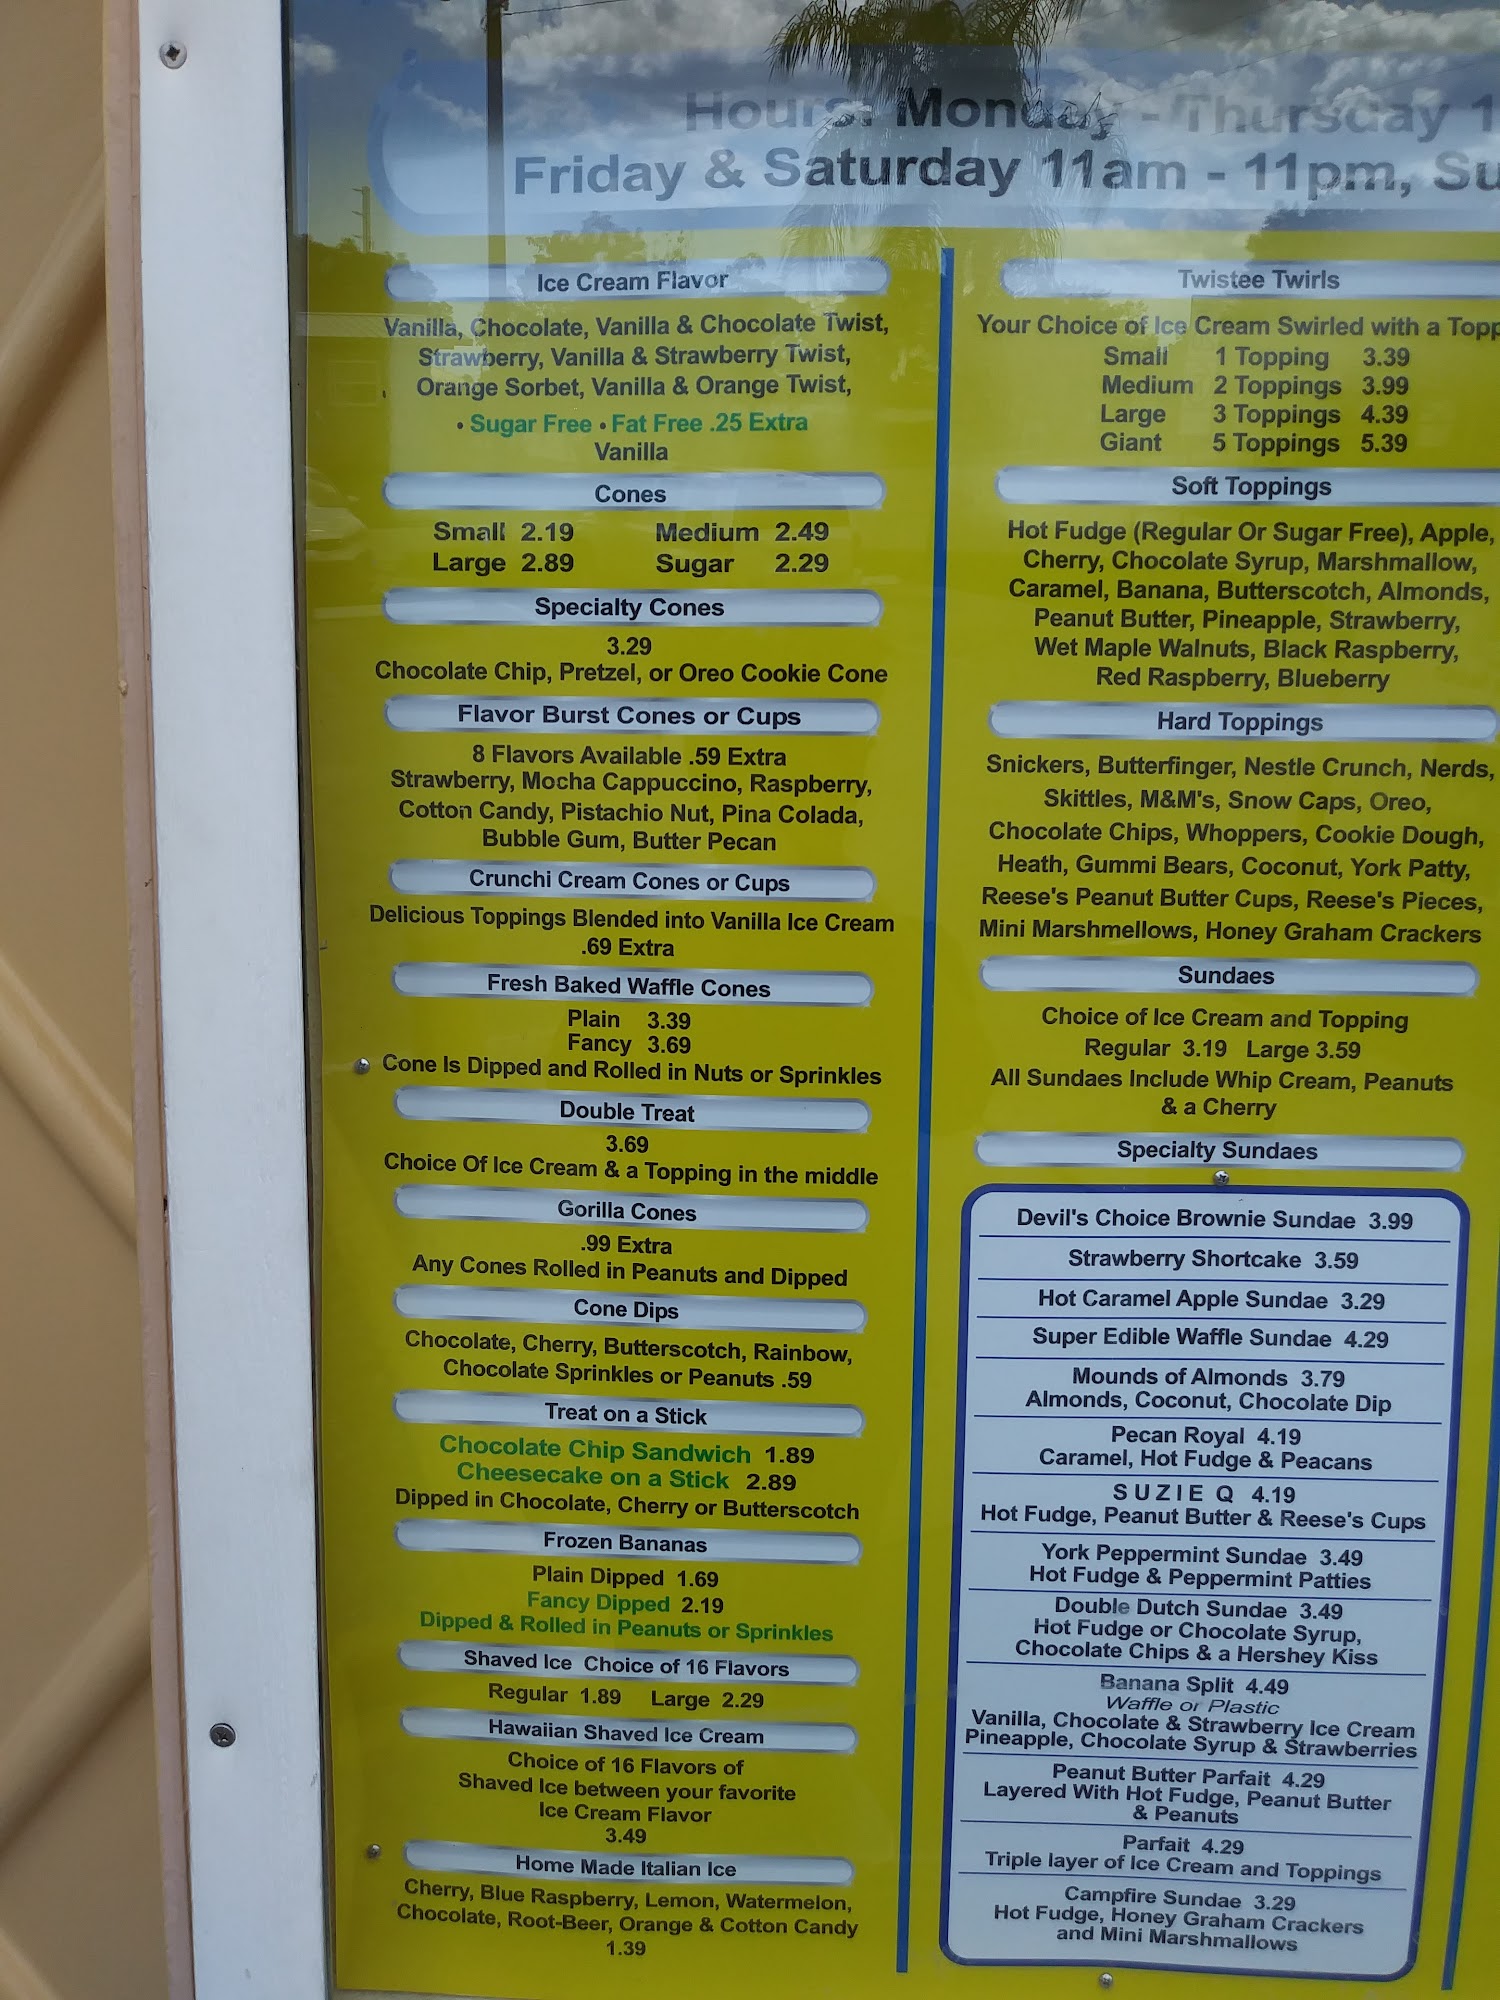 Hours: Monday - Thursday 1
Friday & Saturday 11am - 11pm, Su
Ice Cream Flavor
Vanilla, Chocolate, Vanilla & Chocolate Twist,
Strawberry, Vanilla & Strawberry Twist,
Orange Sorbet, Vanilla & Orange Twist,
• Sugar Free • Fat Free .25 Extra
Vanilla
Cones
Small 2.19 Medium 2.49
Large 2.89 Sugar 2.29
Specialty Cones
3.29
Chocolate Chip, Pretzel, or Oreo Cookie Cone
Flavor Burst Cones or Cups
8 Flavors Available .59 Extra
Strawberry, Mocha Cappuccino, Raspberry,
Cotton Candy, Pistachio Nut, Pina Colada,
Bubble Gum, Butter Pecan
Crunchi Cream Cones or Cups
Delicious Toppings Blended into Vanilla Ice Cream
.69 Extra
Fresh Baked Waffle Cones
Plain 3.39
Fancy 3.69
Cone Is Dipped and Rolled in Nuts or Sprinkles
Double Treat
3.69
Choice Of Ice Cream & a Topping in the middle
Gorilla Cones
.99 Extra
Any Cones Rolled in Peanuts and Dipped
Cone Dips
Chocolate, Cherry, Butterscotch, Rainbow,
Chocolate Sprinkles or Peanuts .59
Treat on a Stick
Chocolate Chip Sandwich 1.89
Cheesecake on a Stick 2.89
Dipped in Chocolate, Cherry or Butterscotch
Frozen Bananas
Plain Dipped 1.69
Fancy Dipped 2.19
Dipped & Rolled in Peanuts or Sprinkles
Shaved Ice Choice of 16 Flavors
Regular 1.89 Large 2.29
Hawaiian Shaved Ice Cream
Choice of 16 Flavors of
Shaved Ice between your favorite
Ice Cream Flavor
3.49
Home Made Italian Ice
Cherry, Blue Raspberry, Lemon, Watermelon,
Chocolate, Root-Beer, Orange & Cotton Candy
1.39
Twistee Twirls
Your Choice of Ice Cream Swirled with a Topp
Small 1 Topping 3.39
Medium 2 Toppings 3.99
Large 3 Toppings 4.39
Giant 5 Toppings 5.39
Soft Toppings
Hot Fudge (Regular Or Sugar Free), Apple,
Cherry, Chocolate Syrup, Marshmallow,
Caramel, Banana, Butterscotch, Almonds,
Peanut Butter, Pineapple, Strawberry,
Wet Maple Walnuts, Black Raspberry,
Red Raspberry, Blueberry
Hard Toppings
Snickers, Butterfinger, Nestle Crunch, Nerds,
Skittles, M&M's, Snow Caps, Oreo,
Chocolate Chips, Whoppers, Cookie Dough,
Heath, Gummi Bears, Coconut, York Patty,
Reese's Peanut Butter Cups, Reese's Pieces,
Mini Marshmellows, Honey Graham Crackers
Sundaes
Choice of Ice Cream and Topping
Regular 3.19 Large 3.59
All Sundaes Include Whip Cream, Peanuts
& a Cherry
Specialty Sundaes
Devil's Choice Brownie Sundae 3.99
Strawberry Shortcake 3.59
Hot Caramel Apple Sundae 3.29
Super Edible Waffle Sundae 4.29
Mounds of Almonds 3.79
Almonds, Coconut, Chocolate Dip
Pecan Royal 4.19
Caramel, Hot Fudge & Peacans
S U Z I E Q 4.19
Hot Fudge, Peanut Butter & Reese's Cups
York Peppermint Sundae 3.49
Hot Fudge & Peppermint Patties
Double Dutch Sundae 3.49
Hot Fudge or Chocolate Syrup,
Chocolate Chips & a Hershey Kiss
Banana Split 4.49
Waffle or Plastic
Vanilla, Chocolate & Strawberry Ice Cream
Pineapple, Chocolate Syrup & Strawberries
Peanut Butter Parfait 4.29
Layered With Hot Fudge, Peanut Butter
& Peanuts
Parfait 4.29
Triple layer of Ice Cream and Toppings
Campfire Sundae 3.29
Hot Fudge, Honey Graham Crackers
and Mini Marshmallows